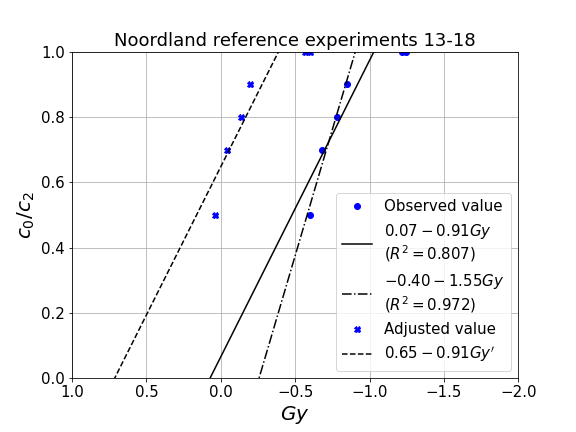 Noordland reference experiments 13-18
1.0
0.8
0.6
0.4
0.2
0.0
c₀/c₂
1.0 0.5 0.0 −0.5 −1.0 −1.5 −2.0
Gy
Observed value
0.07 − 0.91Gy
(R² = 0.807)
−0.40 − 1.55Gy
(R² = 0.972)
Adjusted value
0.65 − 0.91Gy′